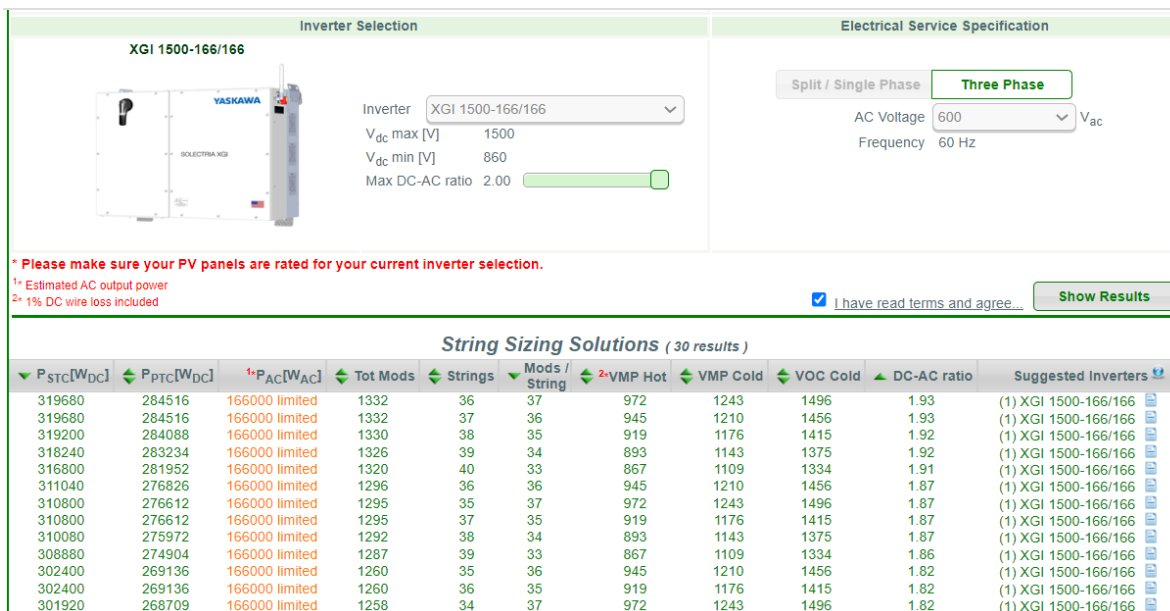 Inverter Selection
Electrical Service Specification
XGI 1500-166/166
YASKAWA
SOLECTRIA XGI
Inverter XGI 1500-166/166
Vdc max [V] 1500
Vdc min [V] 860
Max DC-AC ratio 2.00
Split / Single Phase Three Phase
AC Voltage 600 Vac
Frequency 60 Hz
* Please make sure your PV panels are rated for your current inverter selection.
1* Estimated AC output power
2* 1% DC wire loss included
I have read terms and agree...
Show Results
String Sizing Solutions ( 30 results )
PSTC[WDC] PPTC[WDC] 1*PAC[WAC] Tot Mods Strings Mods / String 2*VMP Hot VMP Cold VOC Cold DC-AC ratio Suggested Inverters
319680 284516 166000 limited 1332 36 37 972 1243 1496 1.93 (1) XGI 1500-166/166
319680 284516 166000 limited 1332 37 36 945 1210 1456 1.93 (1) XGI 1500-166/166
319200 284088 166000 limited 1330 38 35 919 1176 1415 1.92 (1) XGI 1500-166/166
318240 283234 166000 limited 1326 39 34 893 1143 1375 1.92 (1) XGI 1500-166/166
316800 281952 166000 limited 1320 40 33 867 1109 1334 1.91 (1) XGI 1500-166/166
311040 276826 166000 limited 1296 36 36 945 1210 1456 1.87 (1) XGI 1500-166/166
310800 276612 166000 limited 1295 35 37 972 1243 1496 1.87 (1) XGI 1500-166/166
310800 276612 166000 limited 1295 37 35 919 1176 1415 1.87 (1) XGI 1500-166/166
310080 275972 166000 limited 1292 38 34 893 1143 1375 1.87 (1) XGI 1500-166/166
308880 274904 166000 limited 1287 39 33 867 1109 1334 1.86 (1) XGI 1500-166/166
302400 269136 166000 limited 1260 35 36 945 1210 1456 1.82 (1) XGI 1500-166/166
302400 269136 166000 limited 1260 36 35 919 1176 1415 1.82 (1) XGI 1500-166/166
301920 268709 166000 limited 1258 34 37 972 1243 1496 1.82 (1) XGI 1500-166/166